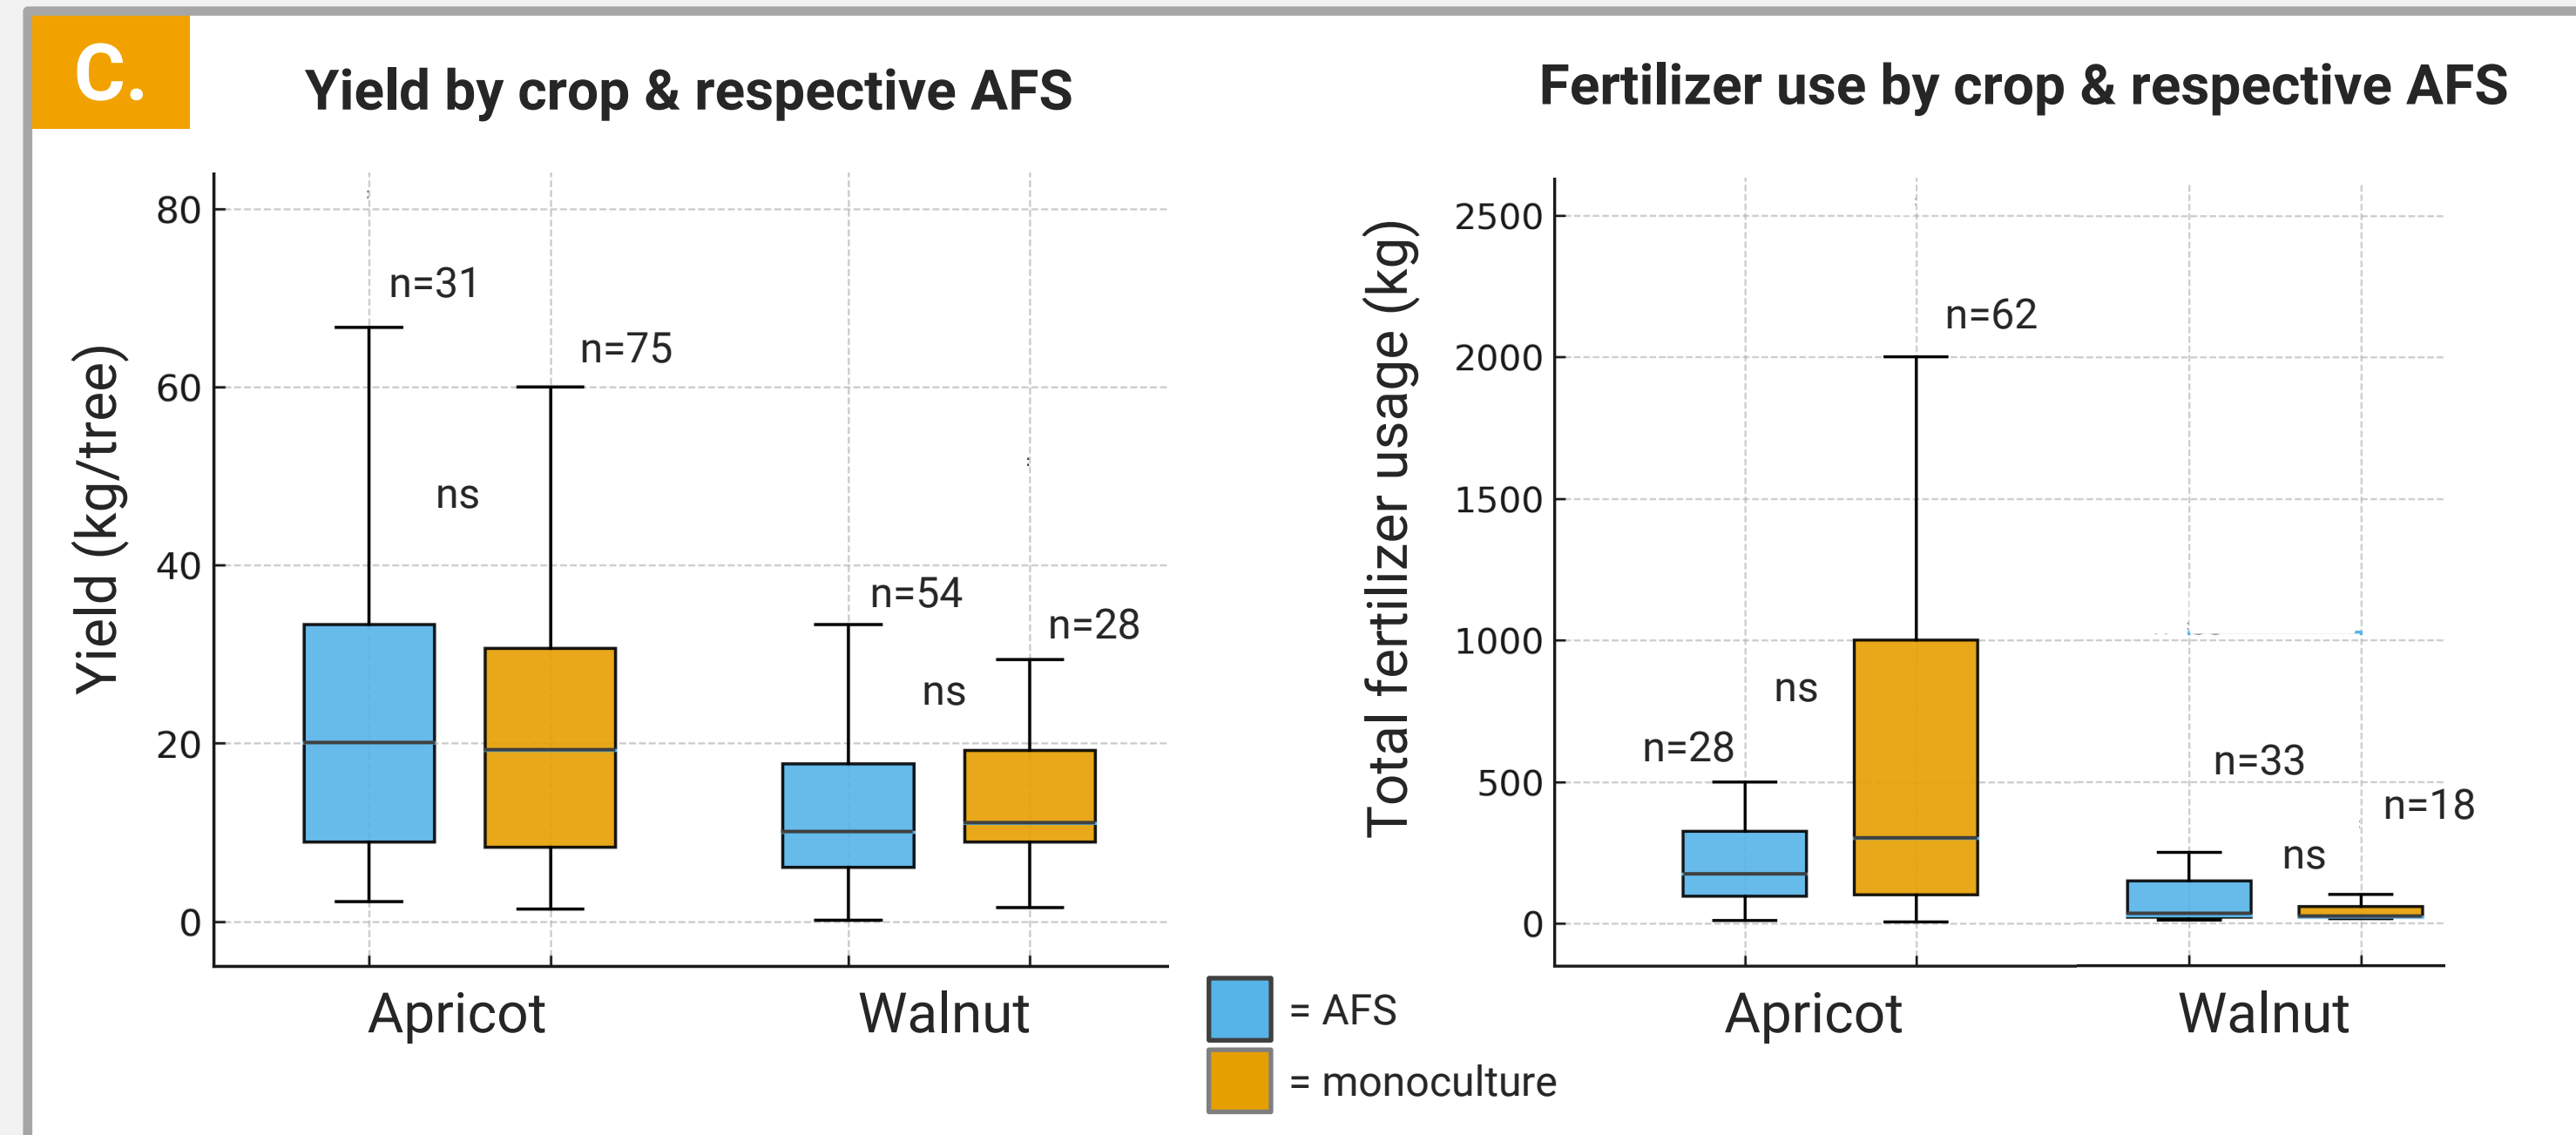 C.
Yield by crop & respective AFS
Yield (kg/tree)
80
60
40
20
0
n=31
n=75
ns
n=54
n=28
ns
Apricot
Walnut
Fertilizer use by crop & respective AFS
Total fertilizer usage (kg)
2500
2000
1500
1000
500
0
n=62
ns
n=28
n=33
n=18
ns
Apricot
Walnut
= AFS
= monoculture